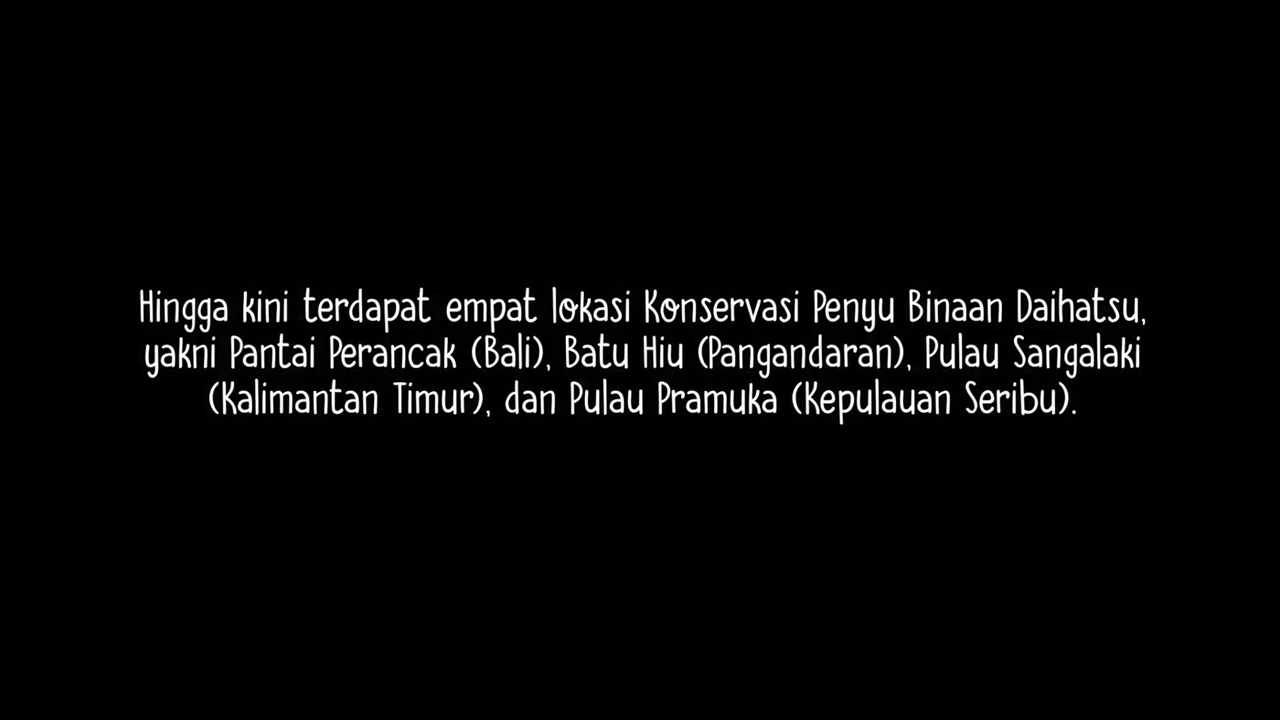 Hingga kini terdapat empat lokasi Konservasi Penyu Binaan Daihatsu,
yakni Pantai Perancak (Bali), Batu Hiu (Pangandaran), Pulau Sangalaki
(Kalimantan Timur), dan Pulau Pramuka (Kepulauan Seribu).